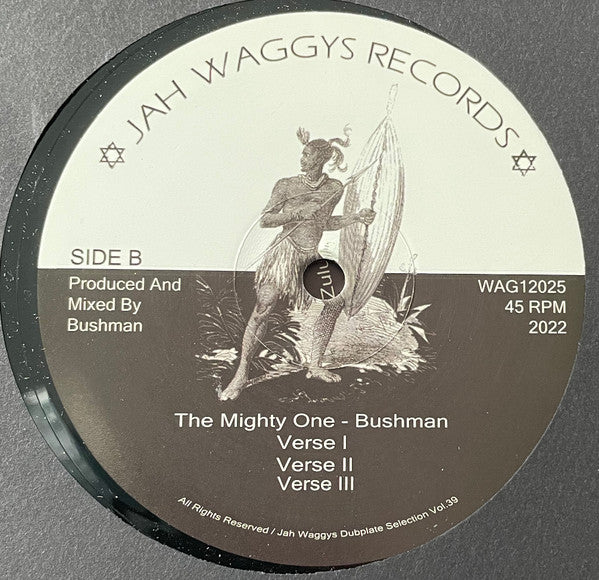 JAH WAGGYS RECORDS
SIDE B
Produced And
Mixed By
Bushman
WAG12025
45 RPM
2022
Zulu
The Mighty One - Bushman
Verse I
Verse II
Verse III
All Rights Reserved / Jah Waggys Dubplate Selection Vol.39